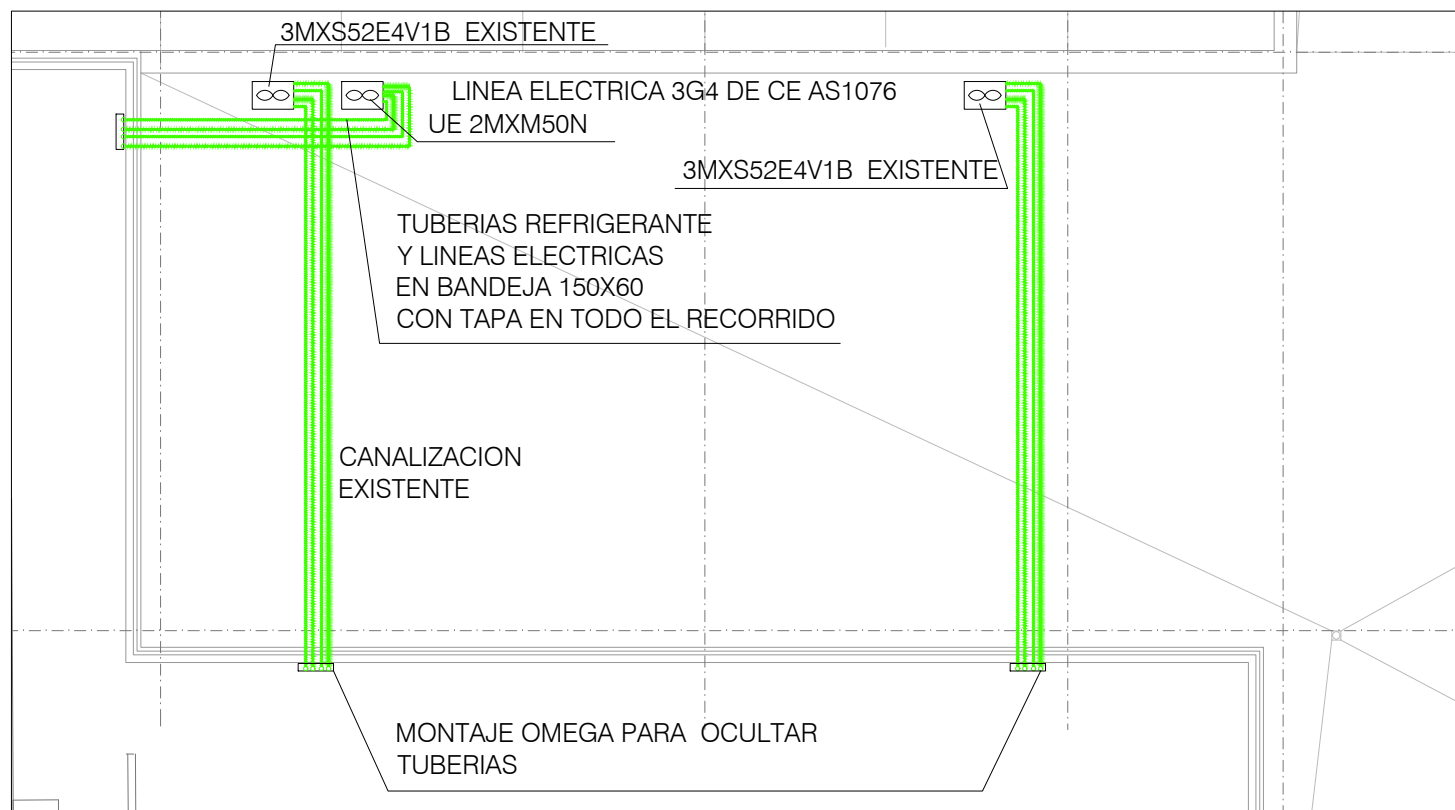 3MXS52E4V1B EXISTENTE
LINEA ELECTRICA 3G4 DE CE AS1076
UE 2MXM50N
3MXS52E4V1B EXISTENTE
TUBERIAS REFRIGERANTE
Y LINEAS ELECTRICAS
EN BANDEJA 150X60
CON TAPA EN TODO EL RECORRIDO
CANALIZACION
EXISTENTE
MONTAJE OMEGA PARA OCULTAR
TUBERIAS